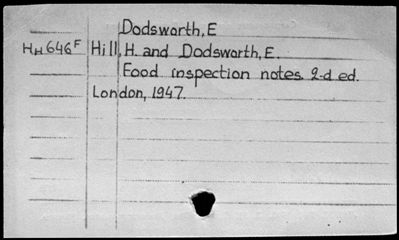 Dodsworth, E
HH646F Hill, H. and Dodsworth, E.
Food inspection notes. 2-d ed.
London, 1947.